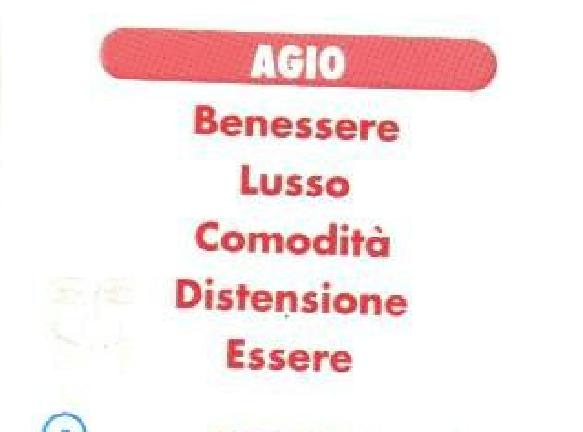 AGIO
Benessere
Lusso
Comodità
Distensione
Essere